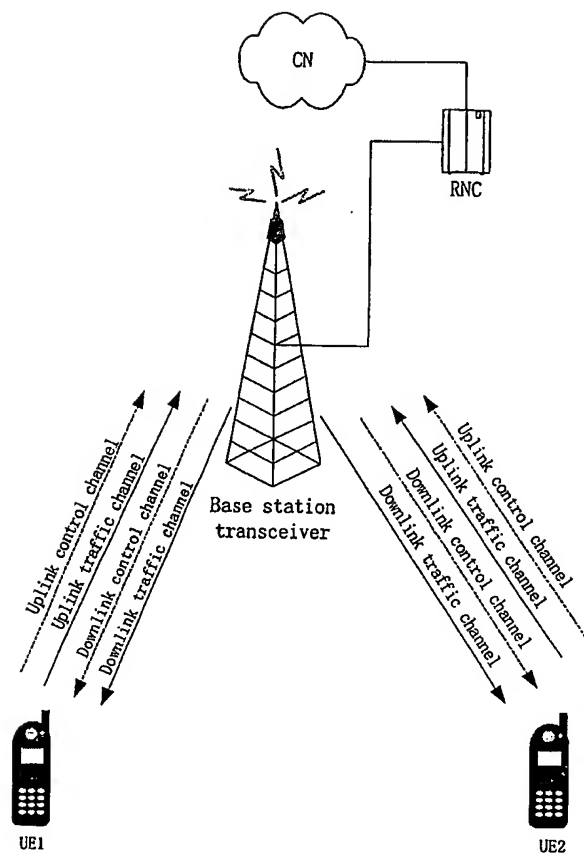 CN
RNC
Base station
transceiver
Uplink control channel
Uplink traffic channel
Downlink control channel
Downlink traffic channel
Downlink traffic channel
Downlink control channel
Uplink traffic channel
Uplink control channel
UE1
UE2